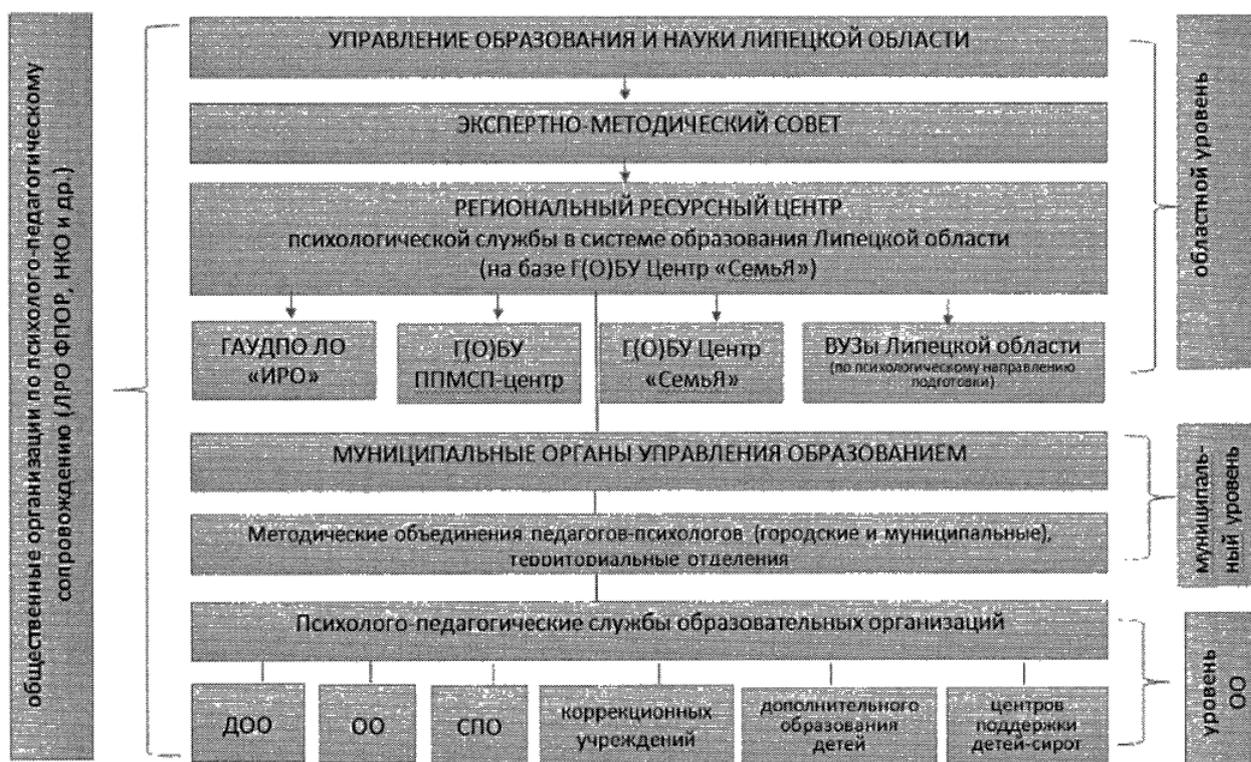 общественные организации по психолого-педагогическому
сопровождению (ЛРО ФПОР, НКО и др.)
УПРАВЛЕНИЕ ОБРАЗОВАНИЯ И НАУКИ ЛИПЕЦКОЙ ОБЛАСТИ
ЭКСПЕРТНО-МЕТОДИЧЕСКИЙ СОВЕТ
РЕГИОНАЛЬНЫЙ РЕСУРСНЫЙ ЦЕНТР
психологической службы в системе образования Липецкой области
(на базе Г(О)БУ Центр «СемьЯ»)
ГАУДПО ЛО
«ИРО»
Г(О)БУ
ППМСП-центр
Г(О)БУ Центр
«СемьЯ»
ВУЗы Липецкой области
(по психологическому направлению
подготовки)
областной уровень
МУНИЦИПАЛЬНЫЕ ОРГАНЫ УПРАВЛЕНИЯ ОБРАЗОВАНИЕМ
Методические объединения педагогов-психологов (городские и муниципальные),
территориальные отделения
муниципаль-
ный уровень
Психолого-педагогические службы образовательных организаций
ДОО
ОО
СПО
коррекционных
учреждений
дополнительного
образования
детей
центров
поддержки
детей-сирот
уровень
ОО